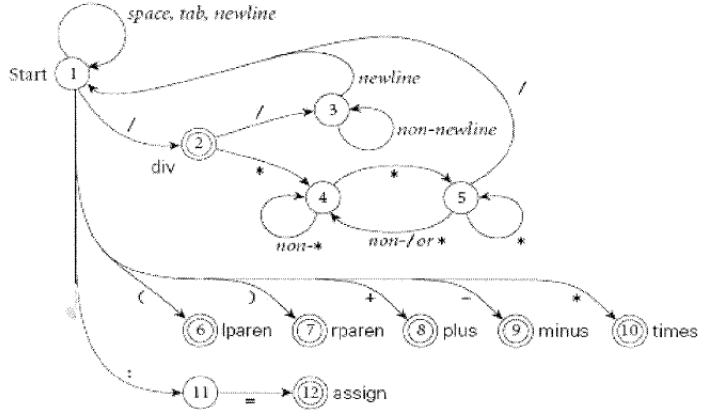 space, tab, newline
Start 1
/
newline
/ / 3
2 non-newline
div
* 4 * 5
non-* non-/ or * *
( ) + - *
6 lparen 7 rparen 8 plus 9 minus 10 times
: 11 = 12 assign